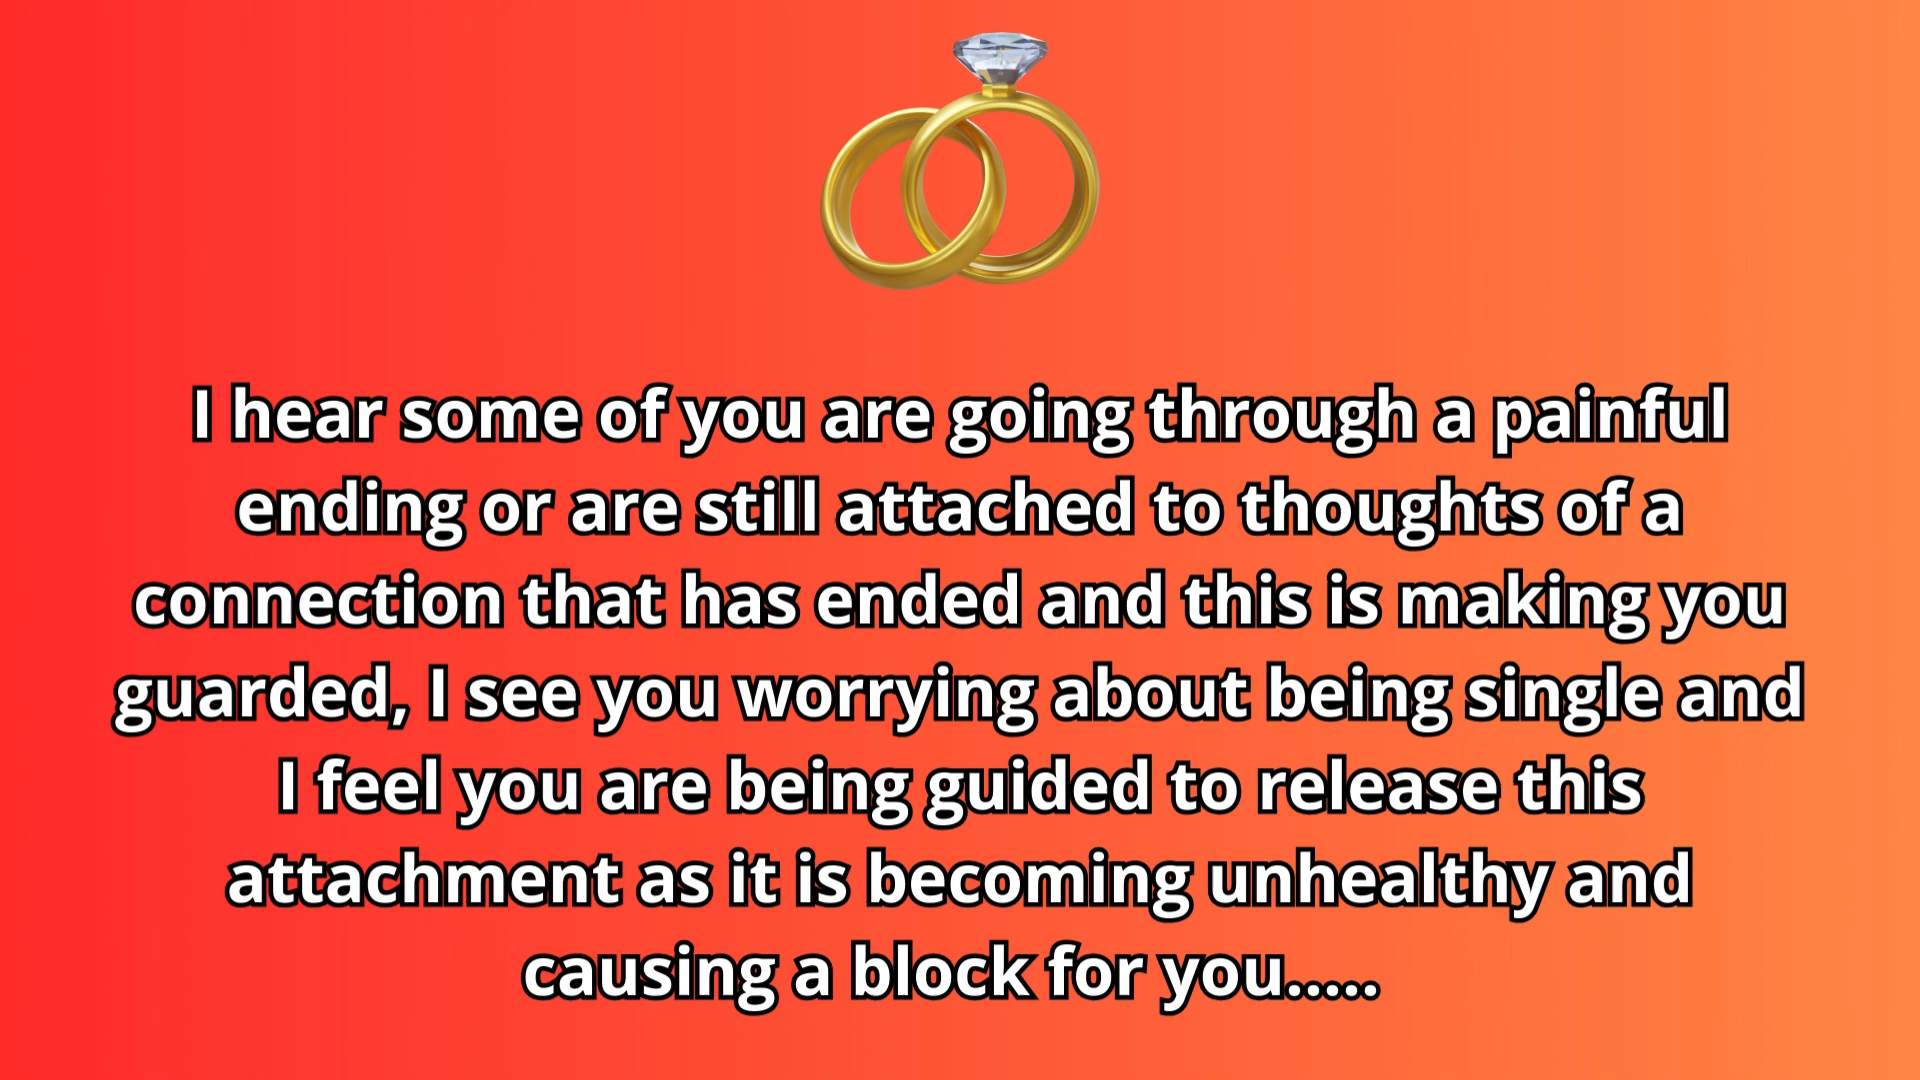 I hear some of you are going through a painful
ending or are still attached to thoughts of a
connection that has ended and this is making you
guarded, I see you worrying about being single and
I feel you are being guided to release this
attachment as it is becoming unhealthy and
causing a block for you.....